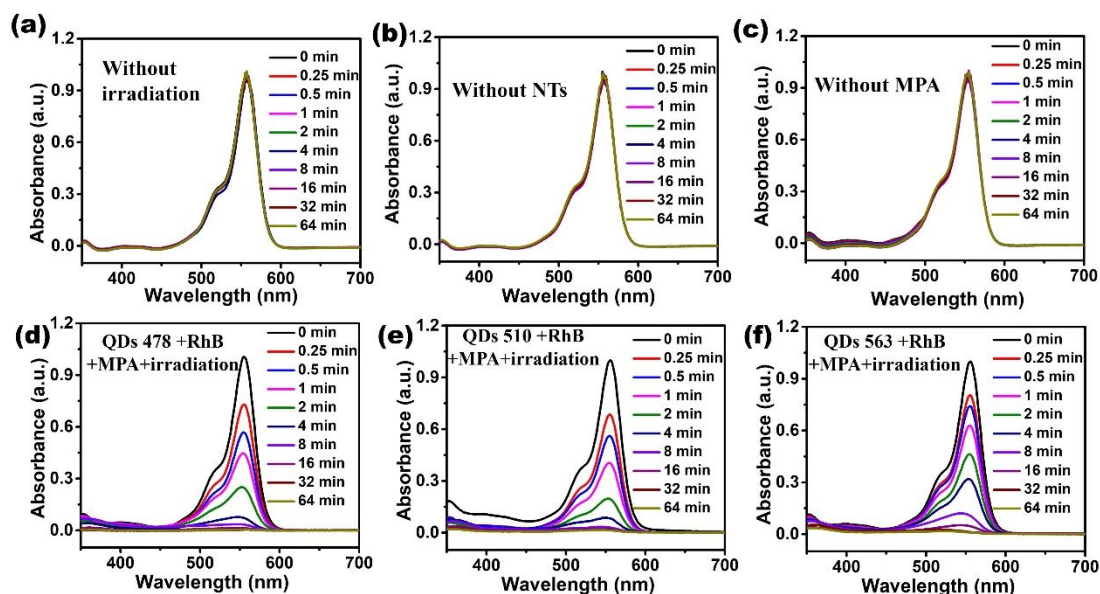 (a)
Absorbance (a.u.)
1.2
0.9
0.6
0.3
0.0
Without
irradiation
0 min
0.25 min
0.5 min
1 min
2 min
4 min
8 min
16 min
32 min
64 min
400 500 600 700
Wavelength (nm)
(b)
Absorbance (a.u.)
1.2
0.9
0.6
0.3
0.0
Without NTs
0 min
0.25 min
0.5 min
1 min
2 min
4 min
8 min
16 min
32 min
64 min
400 500 600 700
Wavelength (nm)
(c)
Absorbance (a.u.)
1.2
0.9
0.6
0.3
0.0
Without MPA
0 min
0.25 min
0.5 min
1 min
2 min
4 min
8 min
16 min
32 min
64 min
400 500 600 700
Wavelength (nm)
(d)
Absorbance (a.u.)
1.2
0.9
0.6
0.3
0.0
QDs 478 +RhB
+MPA+irradiation
0 min
0.25 min
0.5 min
1 min
2 min
4 min
8 min
16 min
32 min
64 min
400 500 600 700
Wavelength (nm)
(e)
Absorbance (a.u.)
1.2
0.9
0.6
0.3
0.0
QDs 510 +RhB
+MPA+irradiation
0 min
0.25 min
0.5 min
1 min
2 min
4 min
8 min
16 min
32 min
64 min
400 500 600 700
Wavelength (nm)
(f)
Absorbance (a.u.)
1.2
0.9
0.6
0.3
0.0
QDs 563 +RhB
+MPA+irradiation
0 min
0.25 min
0.5 min
1 min
2 min
4 min
8 min
16 min
32 min
64 min
400 500 600 700
Wavelength (nm)